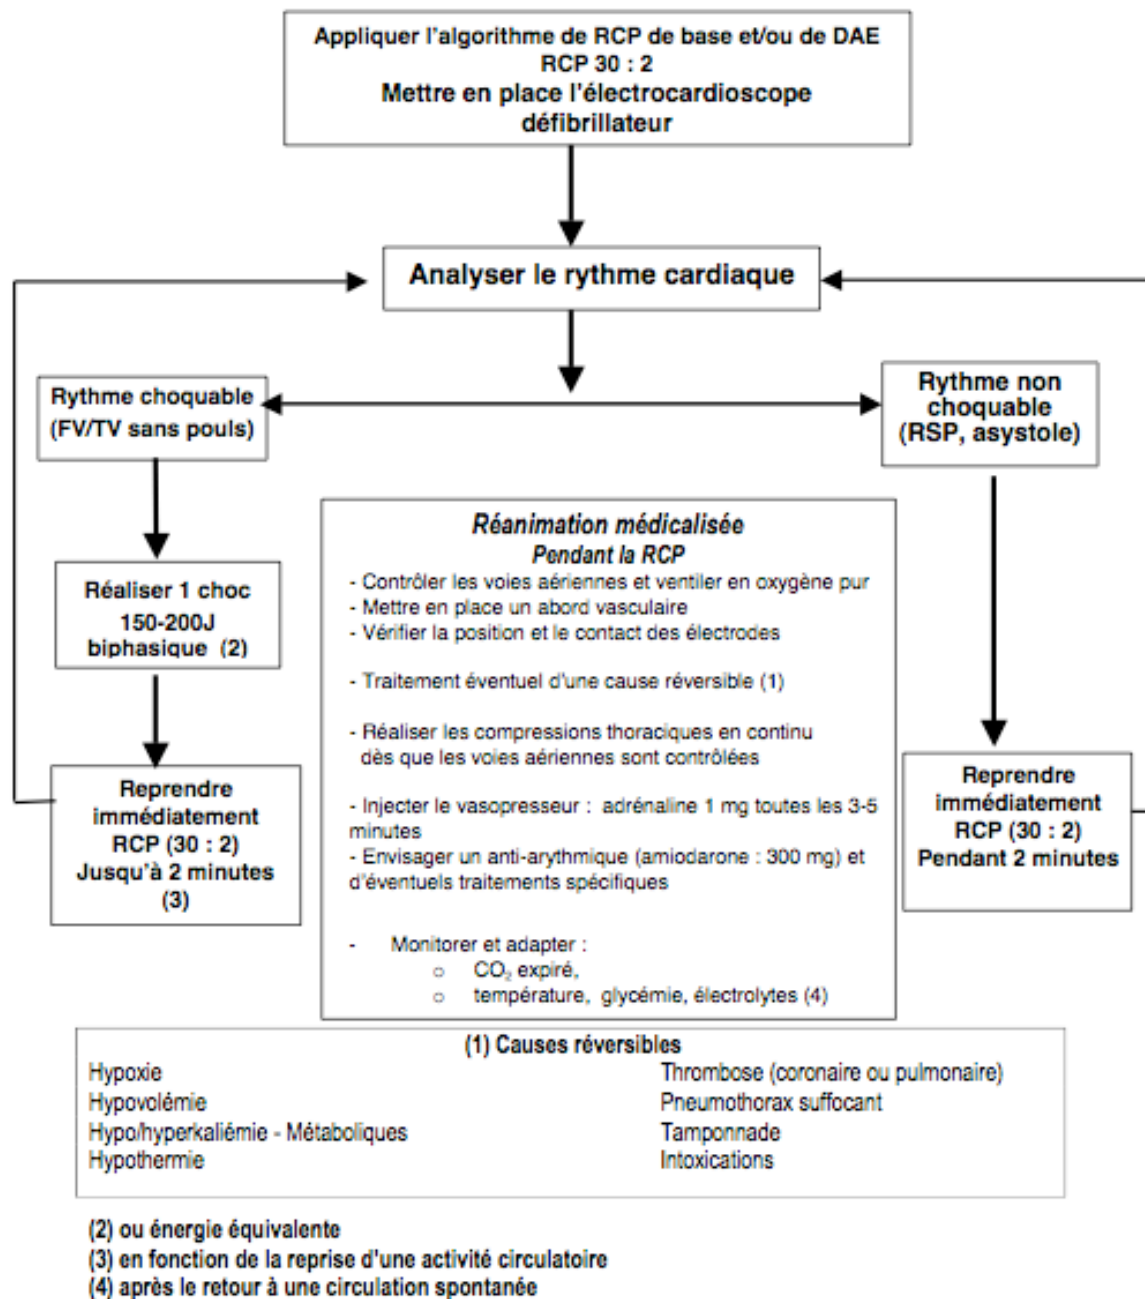 Appliquer l'algorithme de RCP de base et/ou de DAE
RCP 30 : 2
Mettre en place l'électrocardioscope
défibrillateur
Analyser le rythme cardiaque
Rythme choquable
(FV/TV sans pouls)
Rythme non
choquable
(RSP, asystole)
Réaliser 1 choc
150-200J
biphasique (2)
Reprendre
immédiatement
RCP (30 : 2)
Jusqu'à 2 minutes
(3)
Réanimation médicalisée
Pendant la RCP
- Contrôler les voies aériennes et ventiler en oxygène pur
- Mettre en place un abord vasculaire
- Vérifier la position et le contact des électrodes
- Traitement éventuel d'une cause réversible (1)
- Réaliser les compressions thoraciques en continu
dès que les voies aériennes sont contrôlées
- Injecter le vasopresseur : adrénaline 1 mg toutes les 3-5
minutes
- Envisager un anti-arythmique (amiodarone : 300 mg) et
d'éventuels traitements spécifiques
- Monitorer et adapter :
o CO₂ expiré,
o température, glycémie, électrolytes (4)
Reprendre
immédiatement
RCP (30 : 2)
Pendant 2 minutes
(1) Causes réversibles
Hypoxie
Hypovolémie
Hypo/hyperkaliémie - Métaboliques
Hypothermie
Thrombose (coronaire ou pulmonaire)
Pneumothorax suffocant
Tamponnade
Intoxications
(2) ou énergie équivalente
(3) en fonction de la reprise d'une activité circulatoire
(4) après le retour à une circulation spontanée